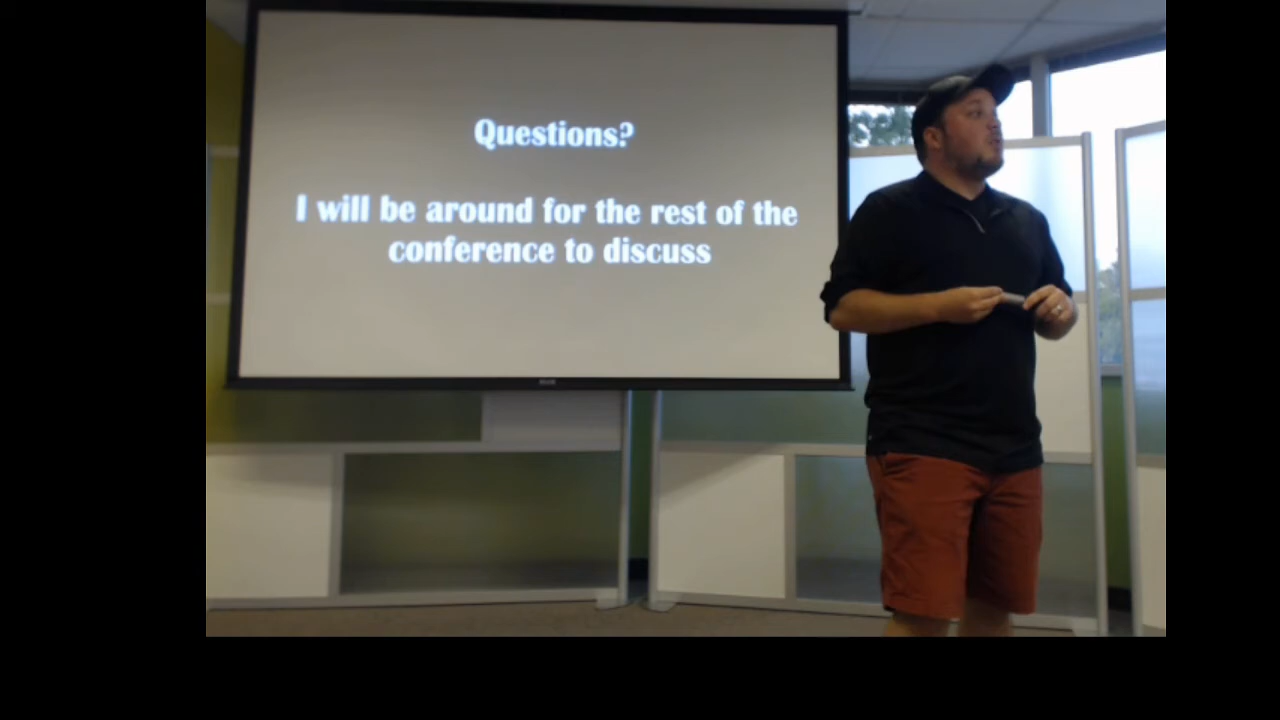 Questions?
I will be around for the rest of the
conference to discuss